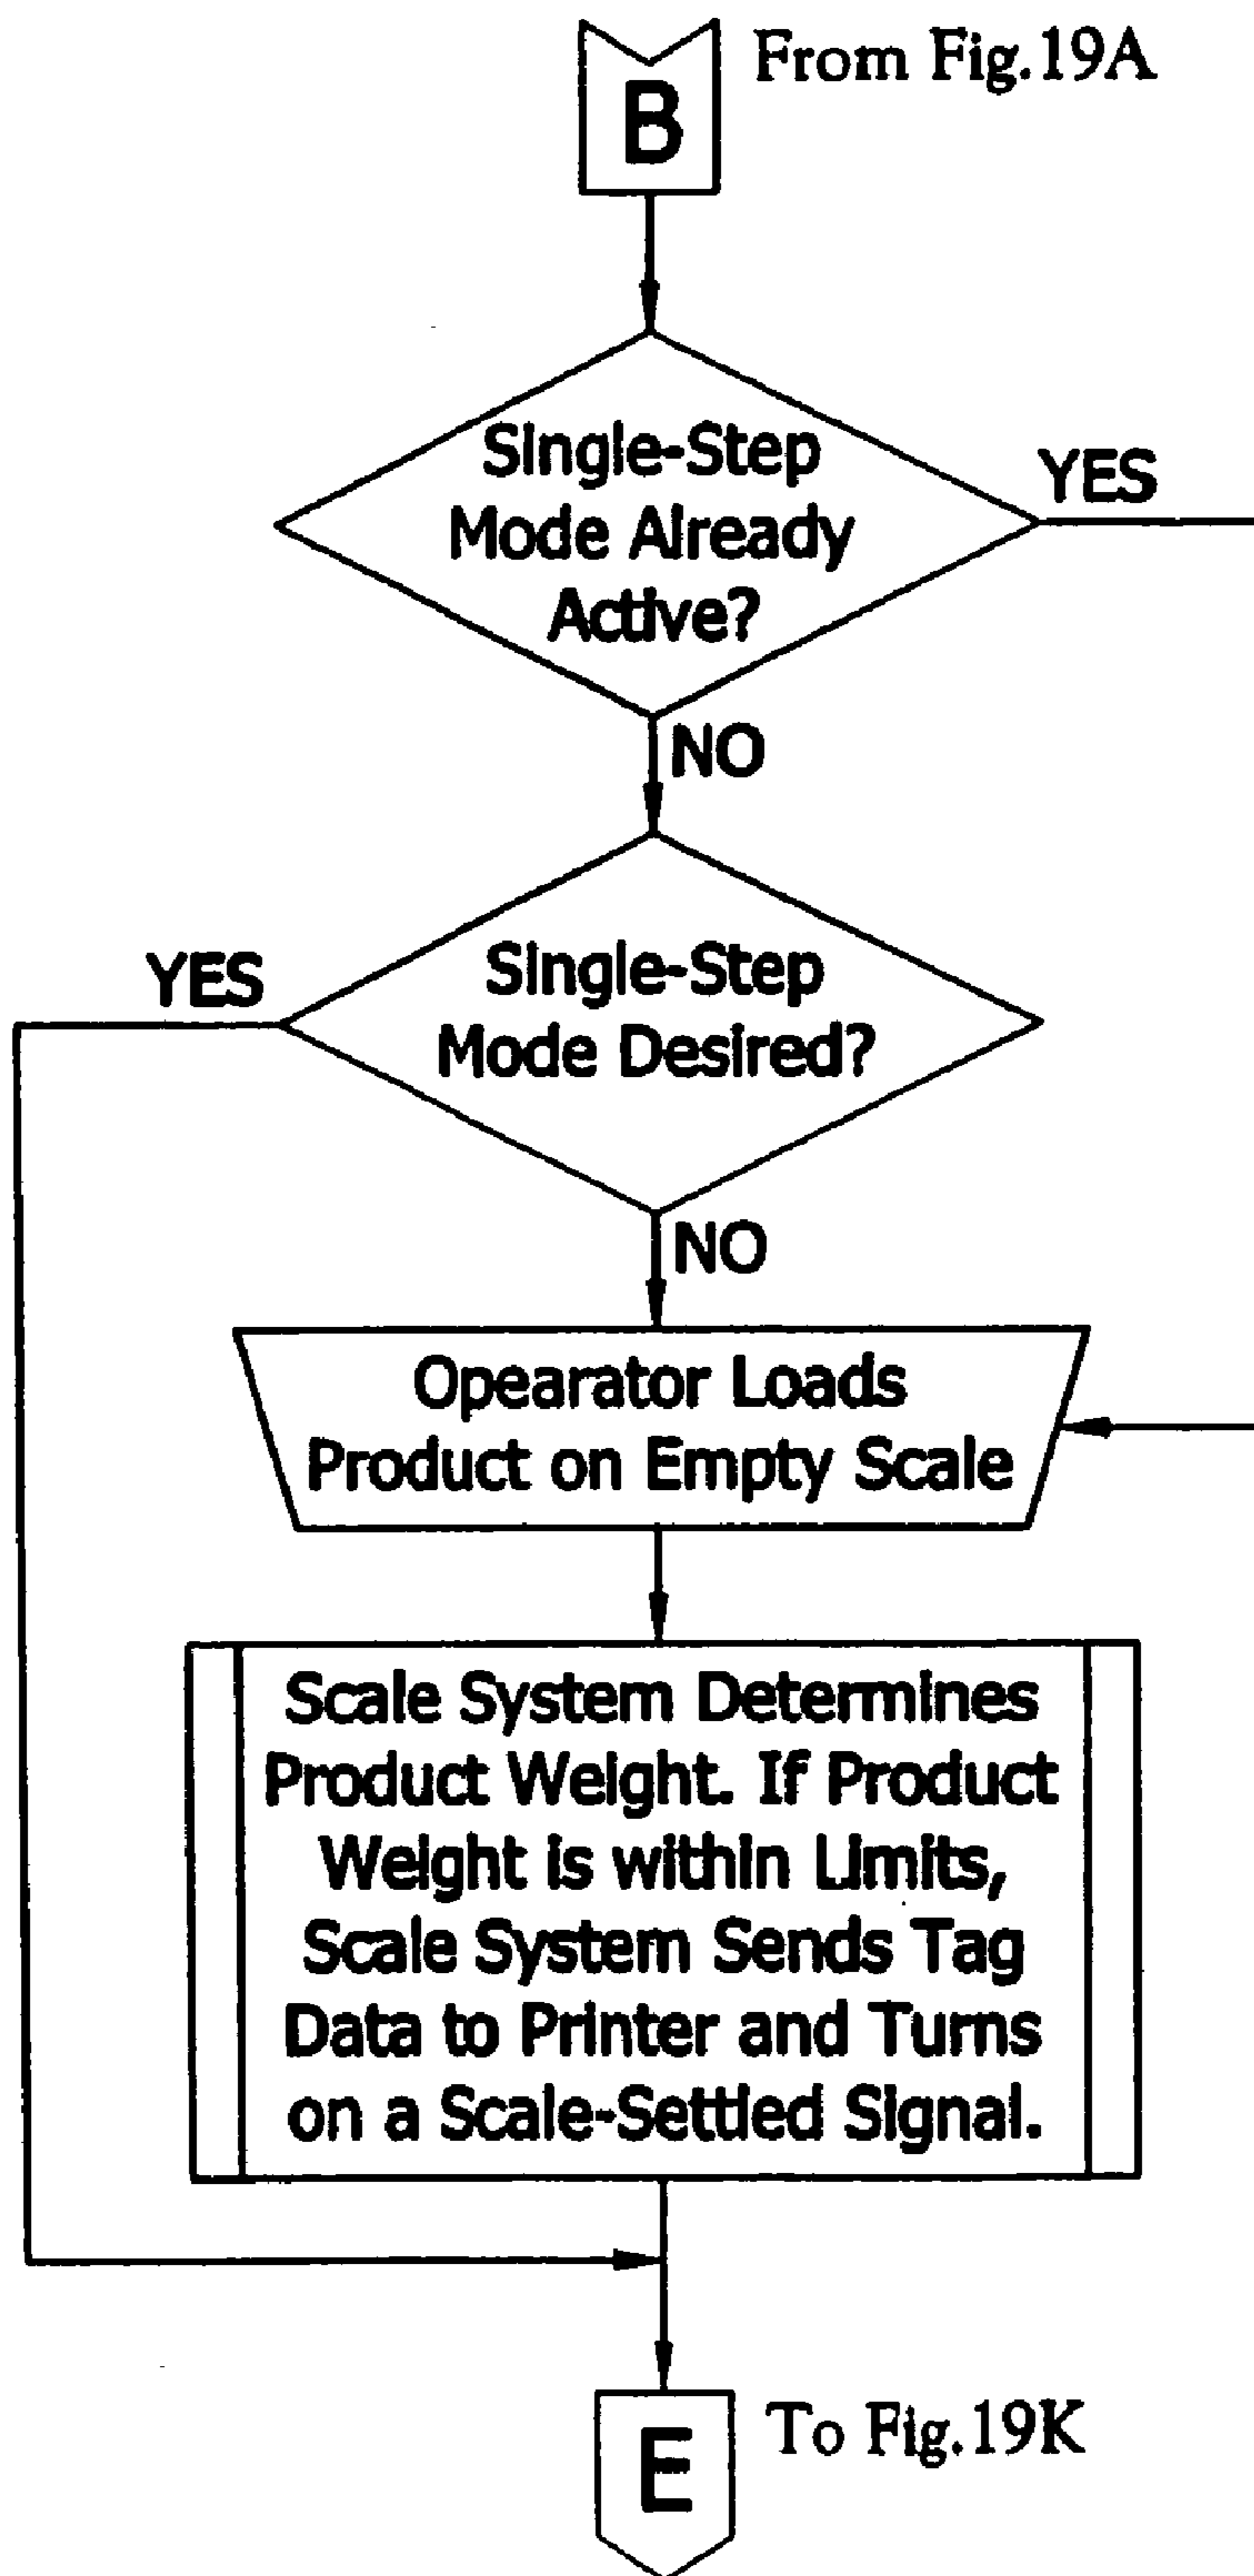 From Fig.19A
B
Single-Step
Mode Already
Active?
YES
NO
Single-Step
Mode Desired?
YES
NO
Opearator Loads
Product on Empty Scale
Scale System Determines
Product Weight. If Product
Weight is within Limits,
Scale System Sends Tag
Data to Printer and Turns
on a Scale-Settled Signal.
E
To Fig.19K